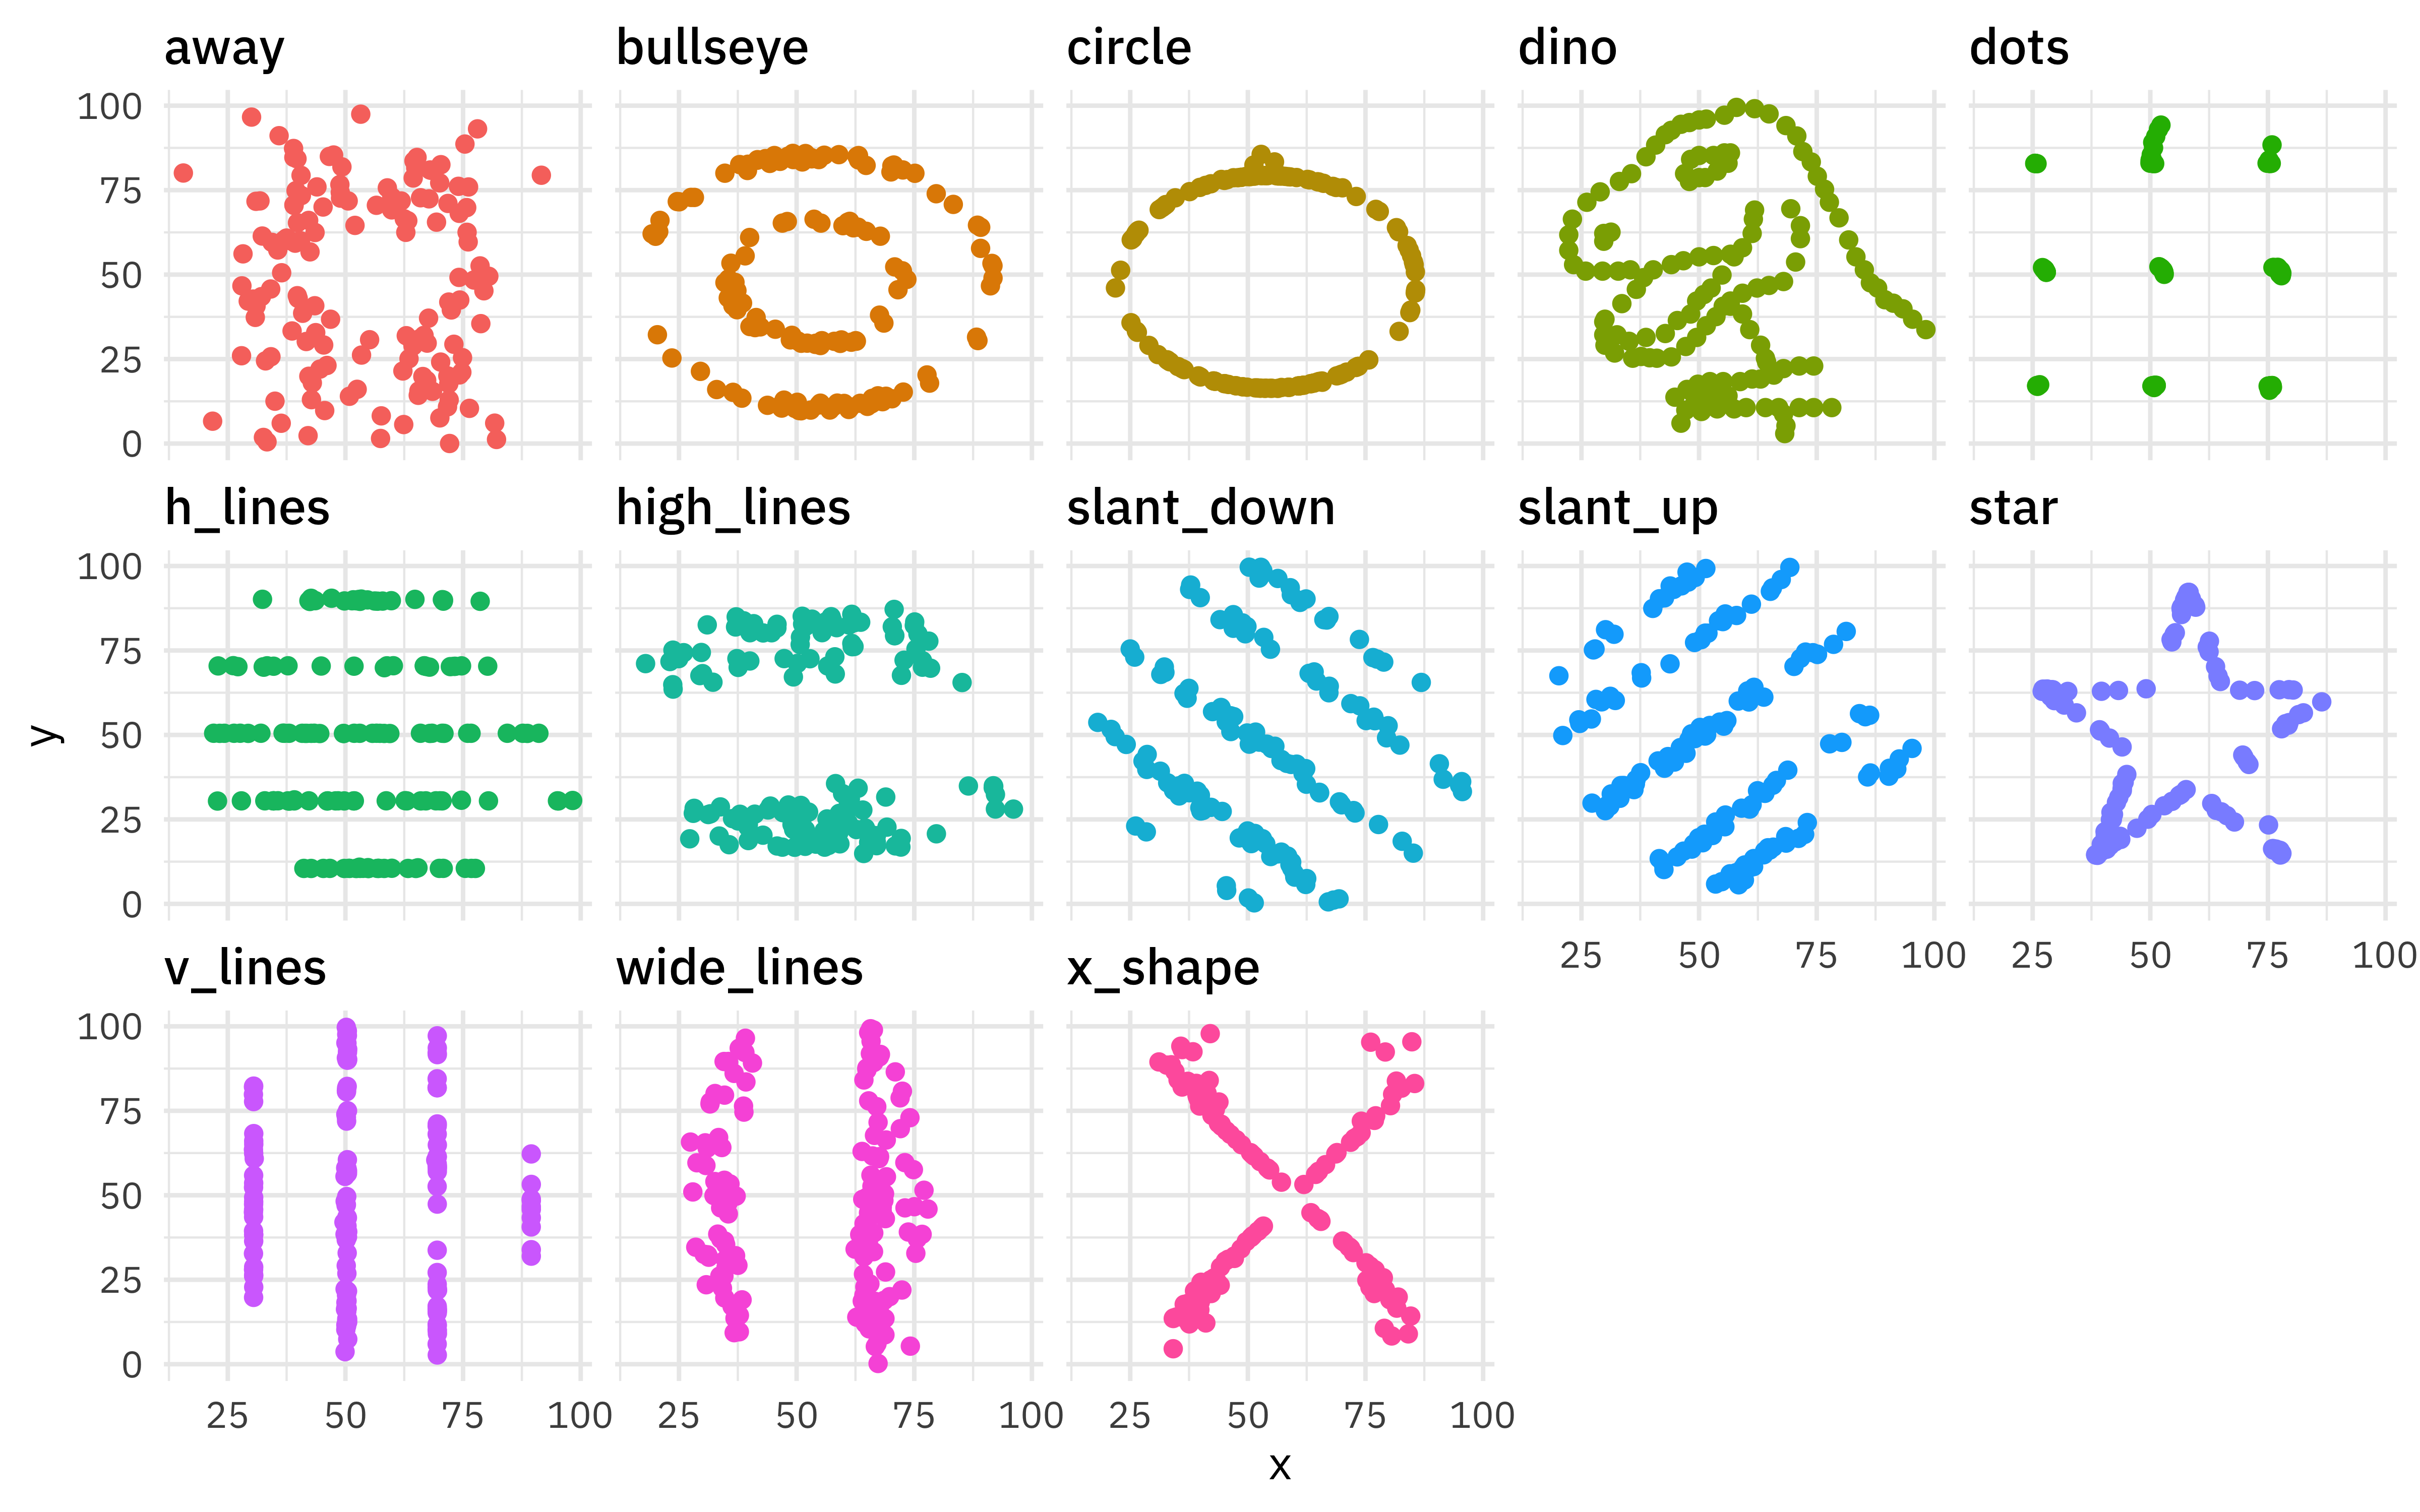 away bullseye circle dino dots
100
75
50
25
0
h_lines high_lines slant_down slant_up star
100
75
50
25
0
25 50 75 100 25 50 75 100
v_lines wide_lines x_shape
100
75
50
25
0
25 50 75 100 25 50 75 100 25 50 75 100
x
y